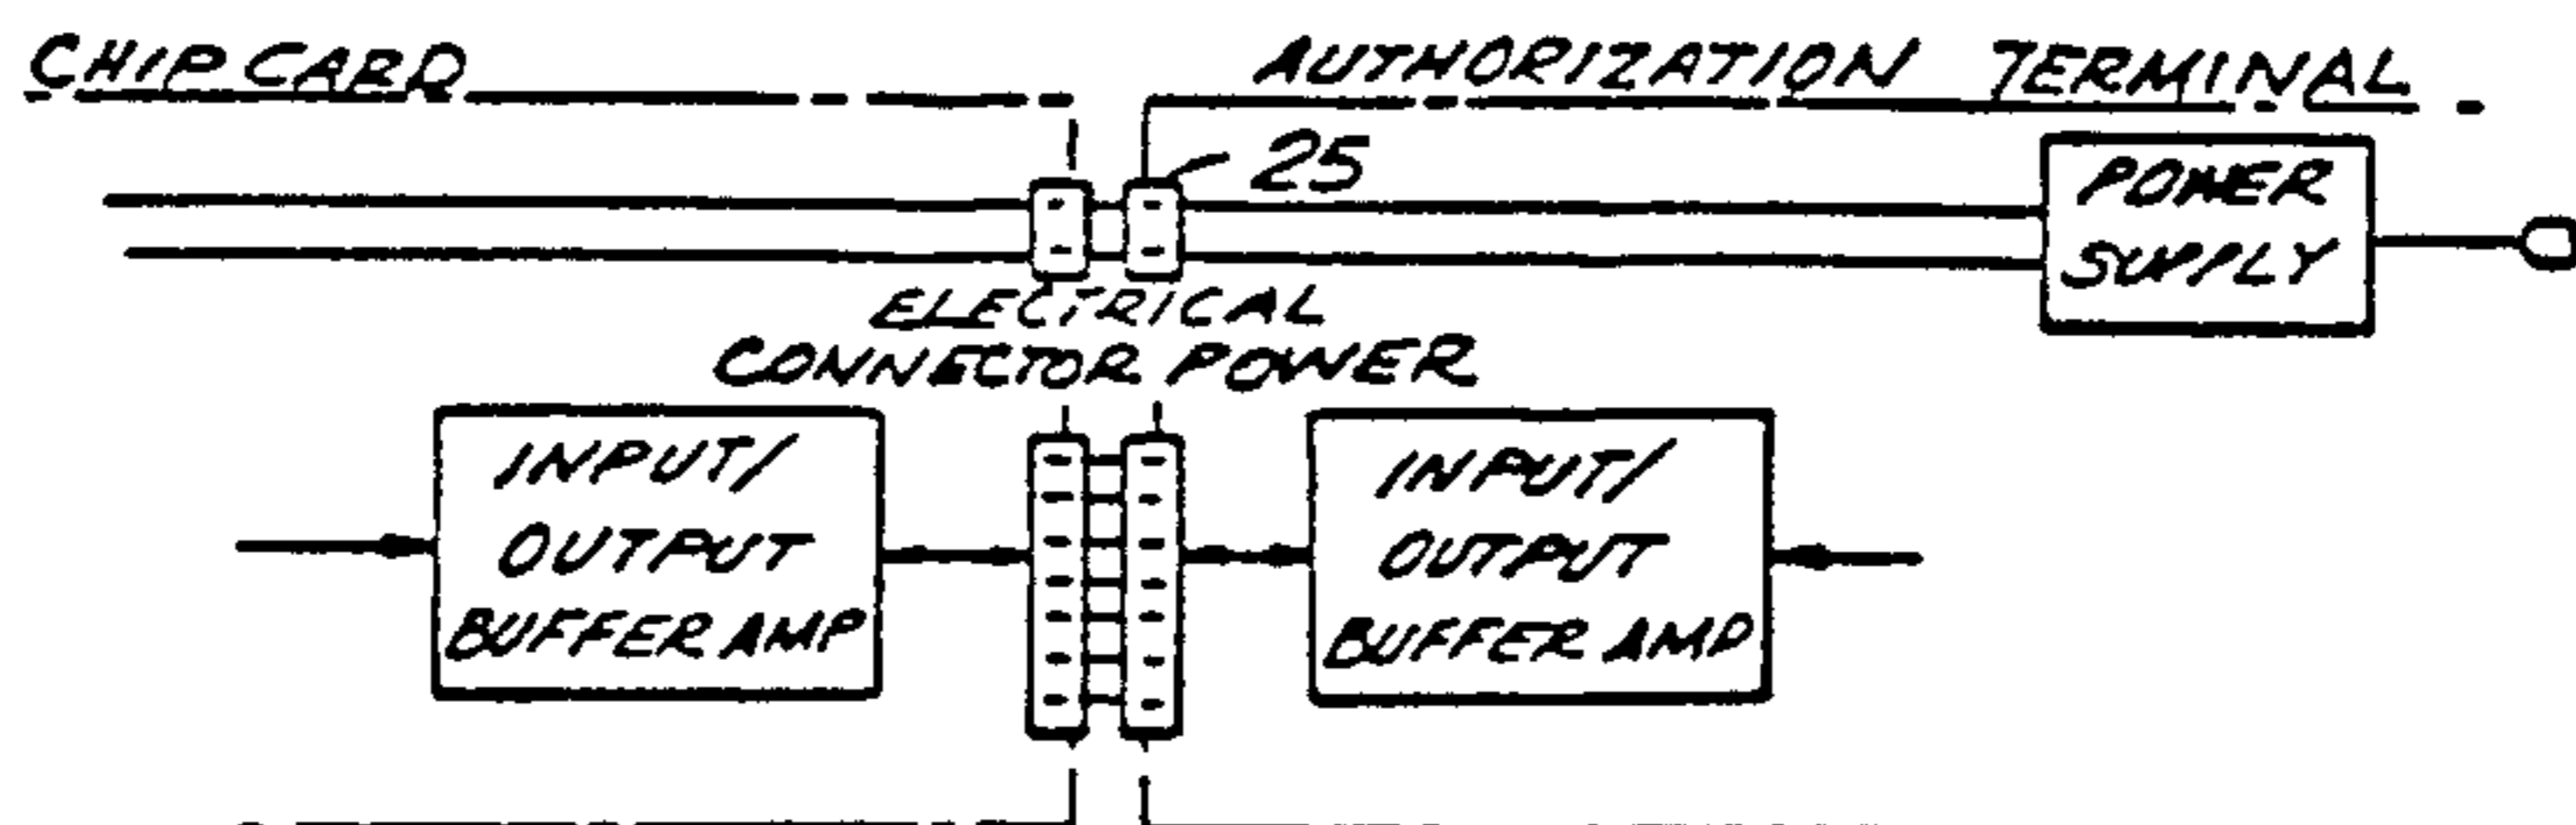 CHIP CARD
AUTHORIZATION TERMINAL
25
POWER
SUPPLY
ELECTRICAL
CONNECTOR POWER
INPUT/
OUTPUT
BUFFER AMP
INPUT/
OUTPUT
BUFFER AMP